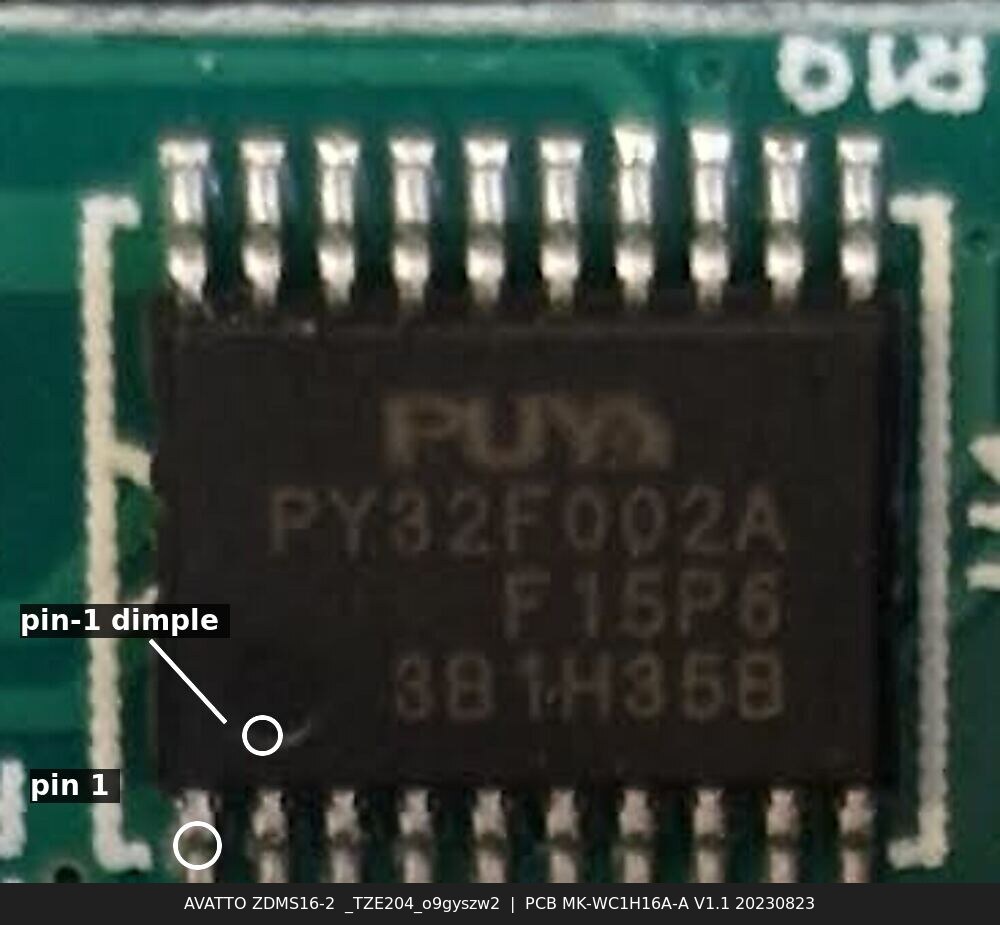 R19
PUYA
PY32F002A
F15P6
3B1H35B
pin-1 dimple
pin 1
AVATTO ZDMS16-2 _TZE204_o9gyszw2 | PCB MK-WC1H16A-A V1.1 20230823